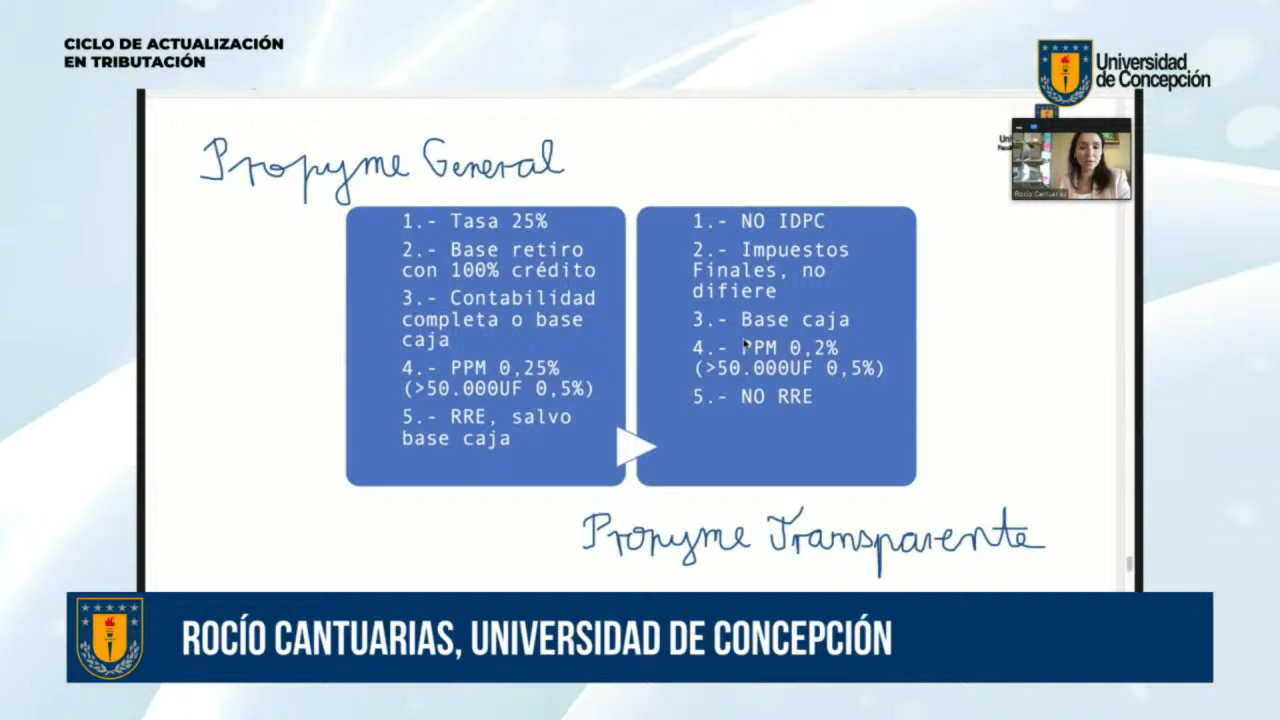 CICLO DE ACTUALIZACIÓN
EN TRIBUTACIÓN
Universidad
de Concepción
Rocío Cantuarias
Propyme General
1.- Tasa 25%
2.- Base retiro
con 100% crédito
3.- Contabilidad
completa o base
caja
4.- PPM 0,25%
(>50.000UF 0,5%)
5.- RRE, salvo
base caja
1.- NO IDPC
2.- Impuestos
Finales, no
difiere
3.- Base caja
4.- PPM 0,2%
(>50.000UF 0,5%)
5.- NO RRE
Propyme Transparente
ROCÍO CANTUARIAS, UNIVERSIDAD DE CONCEPCIÓN